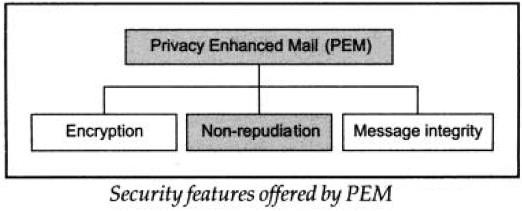 Privacy Enhanced Mail (PEM)
Encryption
Non-repudiation
Message integrity
Security features offered by PEM